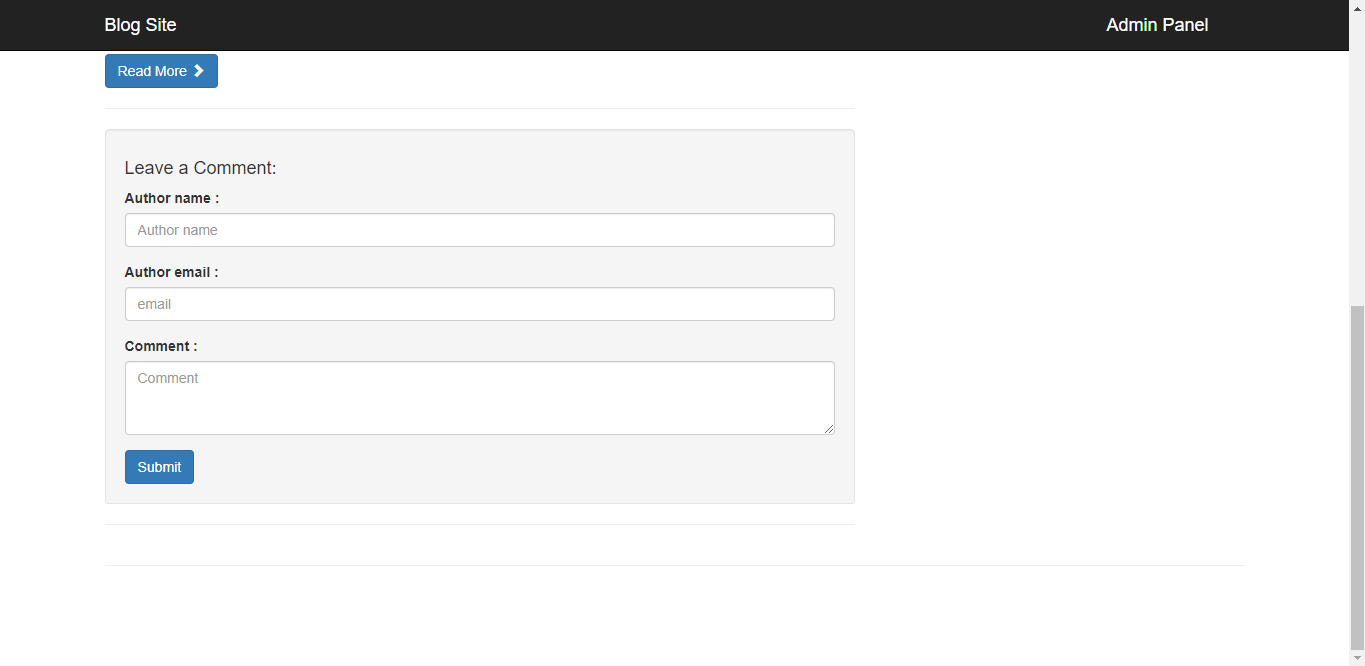 Blog Site
Admin Panel
Read More
Leave a Comment:
Author name :
Author name
Author email :
email
Comment :
Comment
Submit